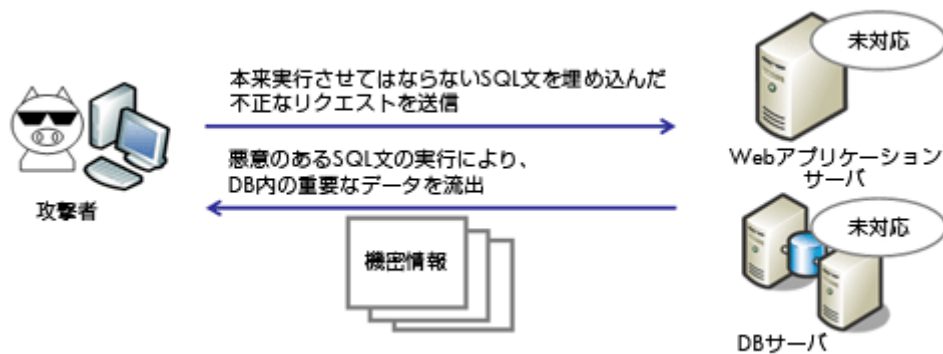 未対応
本来実行させてはならないSQL文を埋め込んだ
不正なリクエストを送信
悪意のあるSQL文の実行により、
DB内の重要なデータを流出
Webアプリケーション
サーバ
攻撃者
未対応
機密情報
DBサーバ